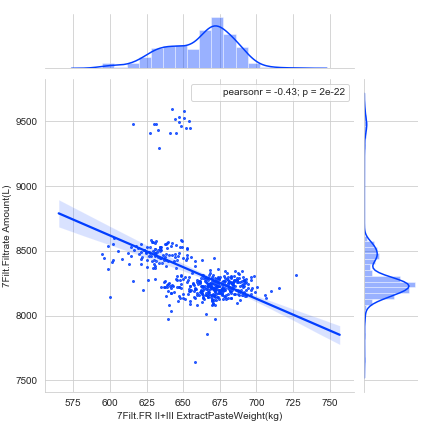 pearsonr = -0.43; p = 2e-22
9500
9000
8500
8000
7500
7Filt.Filtrate Amount(L)
575 600 625 650 675 700 725 750
7Filt.FR II+III ExtractPasteWeight(kg)